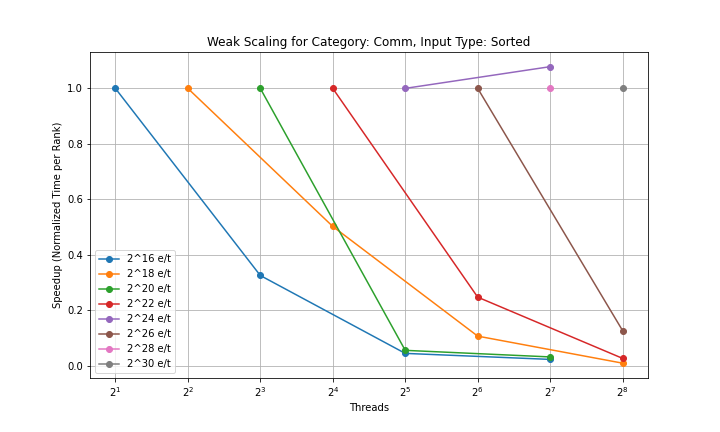 Weak Scaling for Category: Comm, Input Type: Sorted
Speedup (Normalized Time per Rank)
1.0
0.8
0.6
0.4
0.2
0.0
2^16 e/t
2^18 e/t
2^20 e/t
2^22 e/t
2^24 e/t
2^26 e/t
2^28 e/t
2^30 e/t
2¹ 2² 2³ 2⁴ 2⁵ 2⁶ 2⁷ 2⁸
Threads